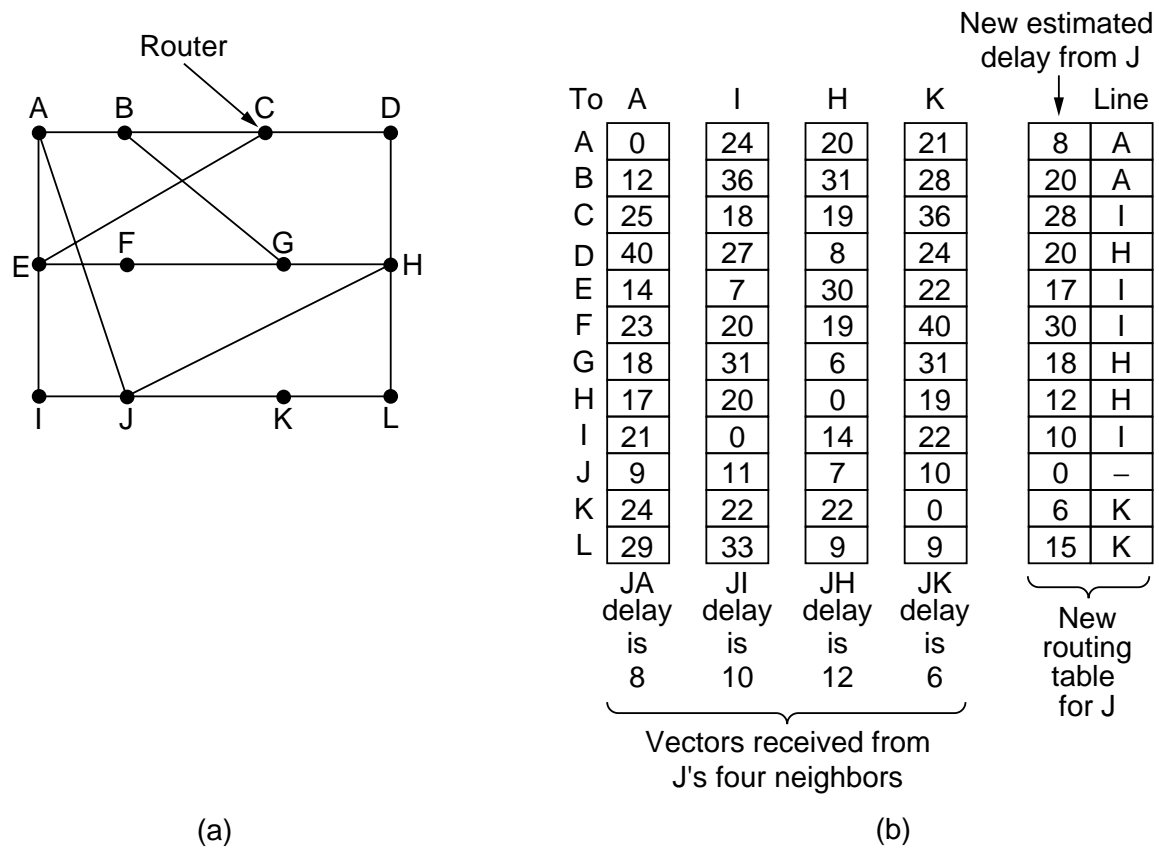 Router
A B C D
E F G H
I J K L
(a)
New estimated
delay from J
To A I H K Line
A 0 24 20 21 8 A
B 12 36 31 28 20 A
C 25 18 19 36 28 I
D 40 27 8 24 20 H
E 14 7 30 22 17 I
F 23 20 19 40 30 I
G 18 31 6 31 18 H
H 17 20 0 19 12 H
I 21 0 14 22 10 I
J 9 11 7 10 0 –
K 24 22 22 0 6 K
L 29 33 9 9 15 K
JA JI JH JK
delay delay delay delay
is is is is
8 10 12 6
Vectors received from
J's four neighbors
New
routing
table
for J
(b)